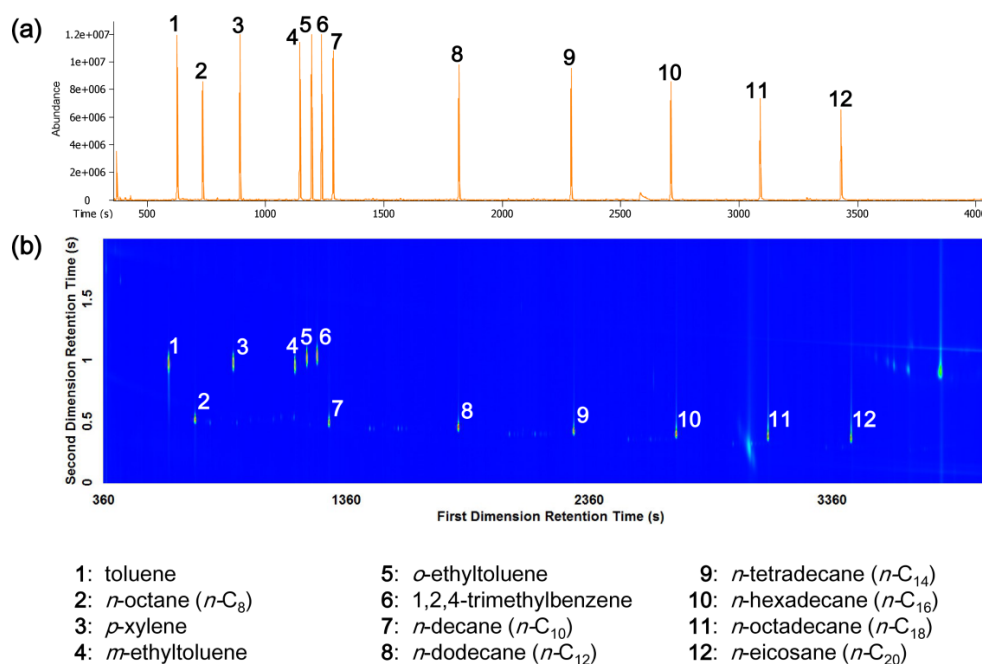 (a)
1 2 3 4 5 6 7 8 9 10 11 12
Abundance
1.2e+007
1e+007
8e+006
6e+006
4e+006
2e+006
0
Time (s) 500 1000 1500 2000 2500 3000 3500 4000
(b)
Second Dimension Retention Time (s)
1.5
1
0.5
0
1 2 3 4 5 6 7 8 9 10 11 12
360 1360 2360 3360
First Dimension Retention Time (s)
1: toluene
2: n-octane (n-C₈)
3: p-xylene
4: m-ethyltoluene
5: o-ethyltoluene
6: 1,2,4-trimethylbenzene
7: n-decane (n-C₁₀)
8: n-dodecane (n-C₁₂)
9: n-tetradecane (n-C₁₄)
10: n-hexadecane (n-C₁₆)
11: n-octadecane (n-C₁₈)
12: n-eicosane (n-C₂₀)